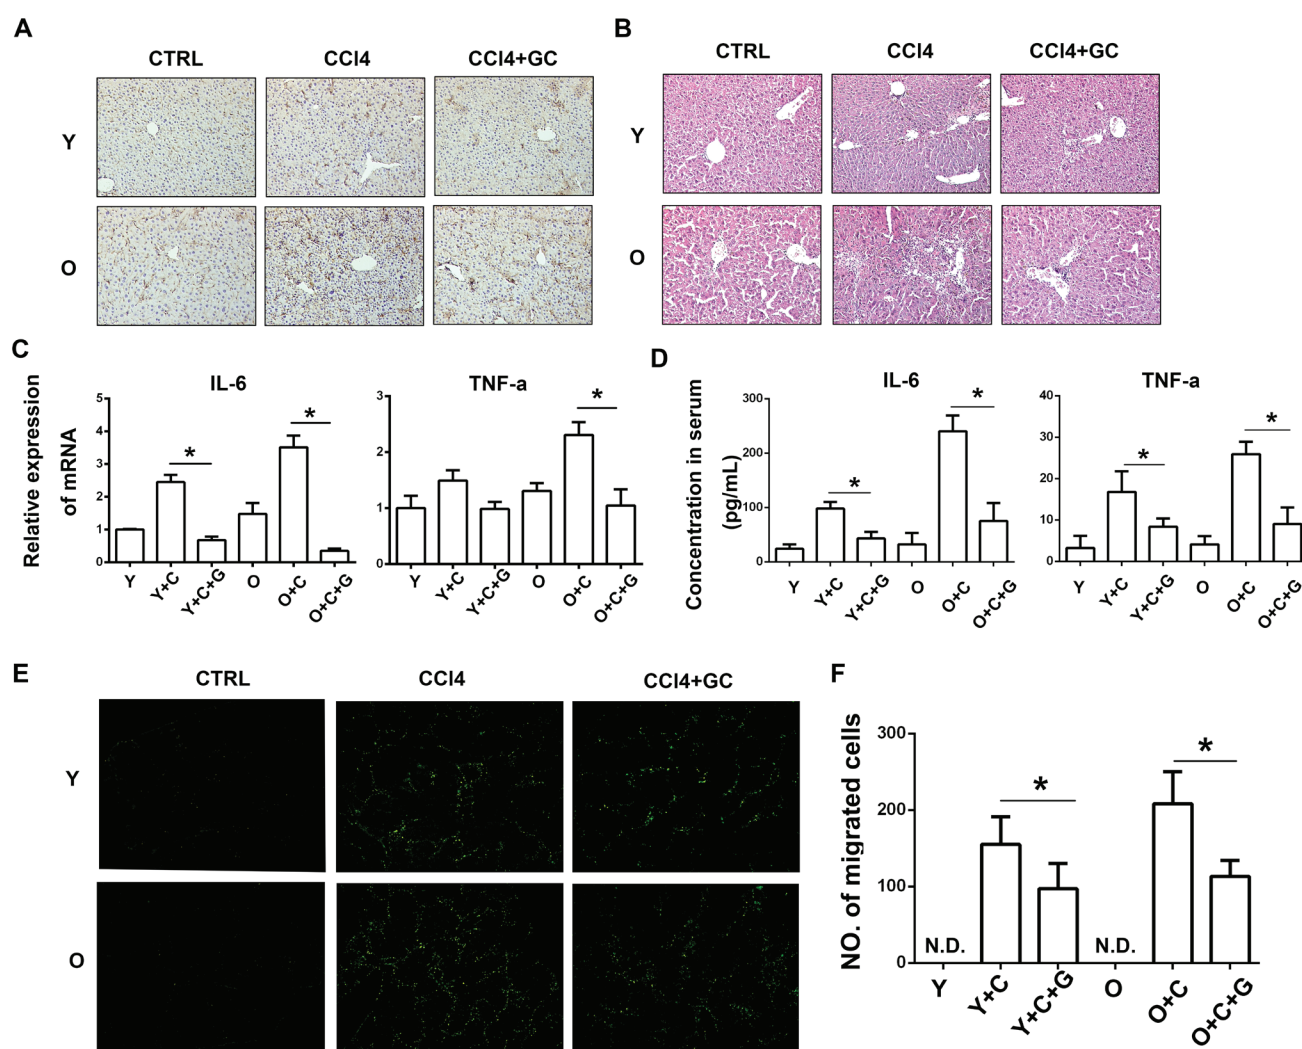 A
CTRL
CCl4
CCl4+GC
Y
O
B
CTRL
CCl4
CCl4+GC
Y
O
C
IL-6
TNF-a
Relative expression
of mRNA
5
4
3
2
1
0
*
*
Y
Y+C
Y+C+G
O
O+C
O+C+G
3
2
1
0
*
Y
Y+C
Y+C+G
O
O+C
O+C+G
D
IL-6
TNF-a
Concentration in serum
(pg/mL)
300
200
100
0
*
*
Y
Y+C
Y+C+G
O
O+C
O+C+G
40
30
20
10
0
*
*
Y
Y+C
Y+C+G
O
O+C
O+C+G
E
CTRL
CCl4
CCl4+GC
Y
O
F
NO. of migrated cells
300
200
100
0
N.D.
*
N.D.
*
Y
Y+C
Y+C+G
O
O+C
O+C+G